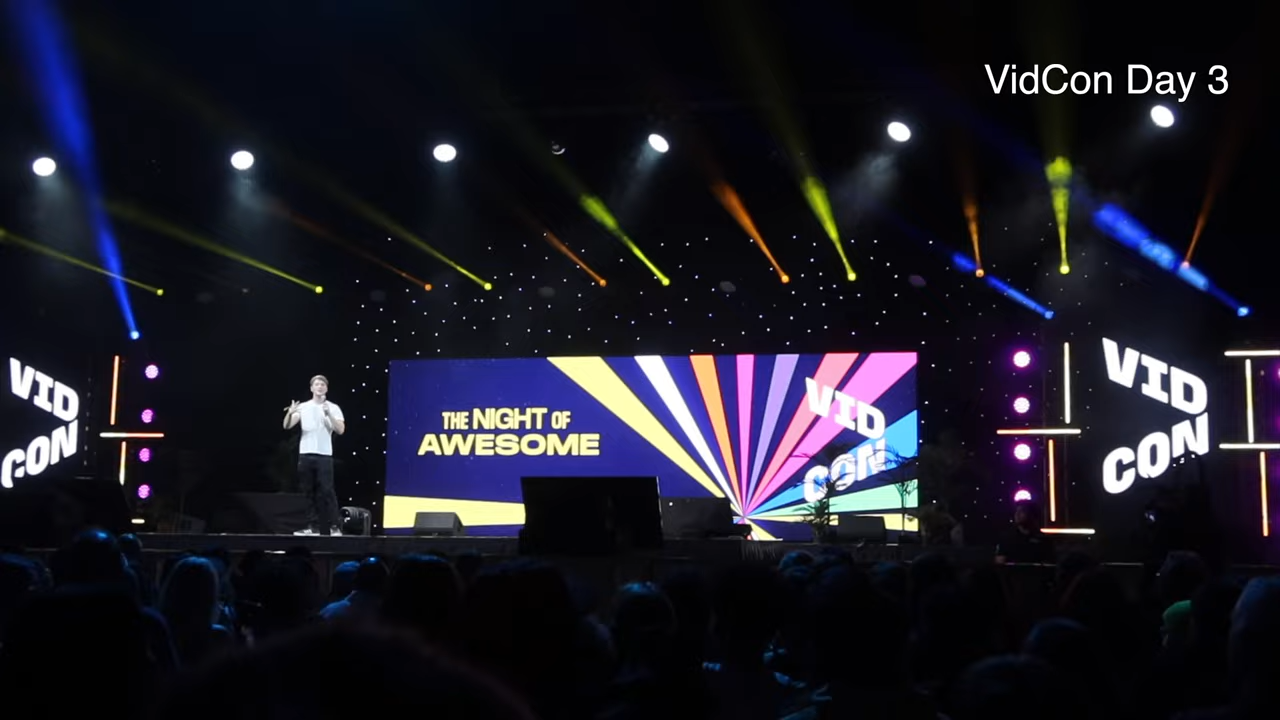 VidCon Day 3
VID
CON
THE NIGHT OF
AWESOME
VID
CON
VID
CON